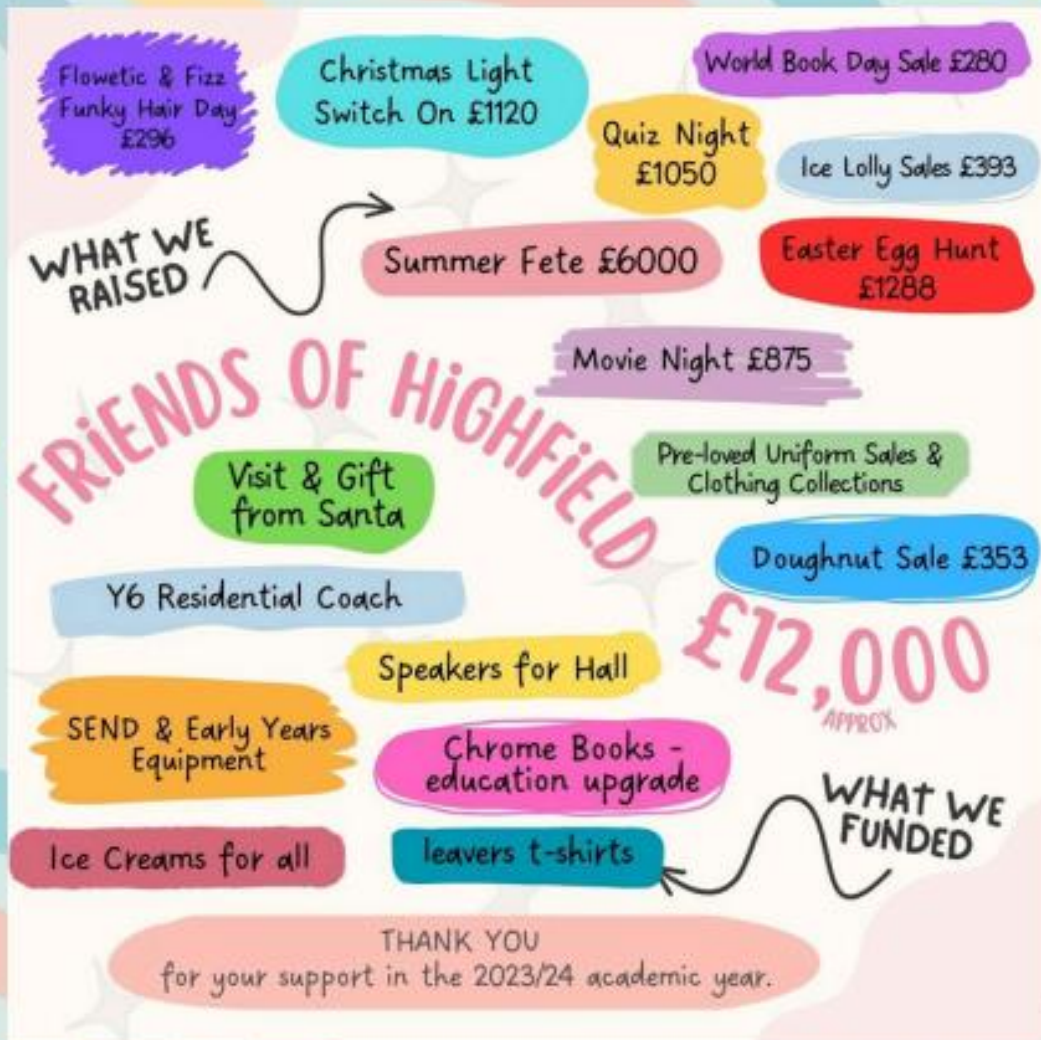 Flowetic & Fizz
Funky Hair Day
£296
Christmas Light
Switch On £1120
World Book Day Sale £280
Quiz Night
£1050
Ice Lolly Sales £393
WHAT WE
RAISED
Summer Fete £6000
Easter Egg Hunt
£1288
Movie Night £875
FRiENDS OF HiGHFiELD
Pre-loved Uniform Sales &
Clothing Collections
Visit & Gift
from Santa
Doughnut Sale £353
Y6 Residential Coach
£12,000
APPROX
Speakers for Hall
SEND & Early Years
Equipment
Chrome Books -
education upgrade
WHAT WE
FUNDED
Ice Creams for all
leavers t-shirts
THANK YOU
for your support in the 2023/24 academic year.